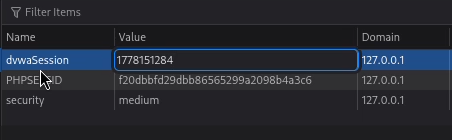 Filter Items
Name Value Domain
dvwaSession 1778151284 127.0.0.1
f20dbbfd29dbb86565299a2098b4a3c6 127.0.0.1
security medium 127.0.0.1